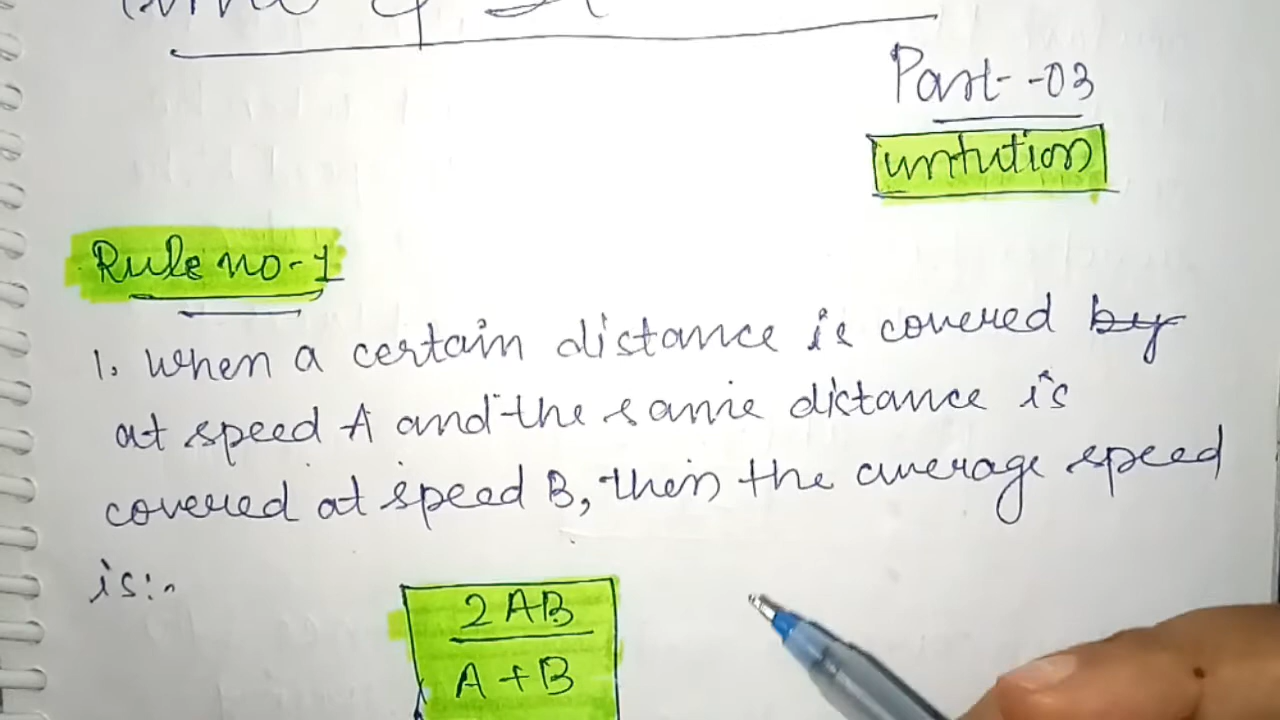 Part--03
untution
Rule no-1
1. When a certain distance is covered by
at speed A and the same distance is
covered at speed B, then the average speed
is:-
2AB
A+B